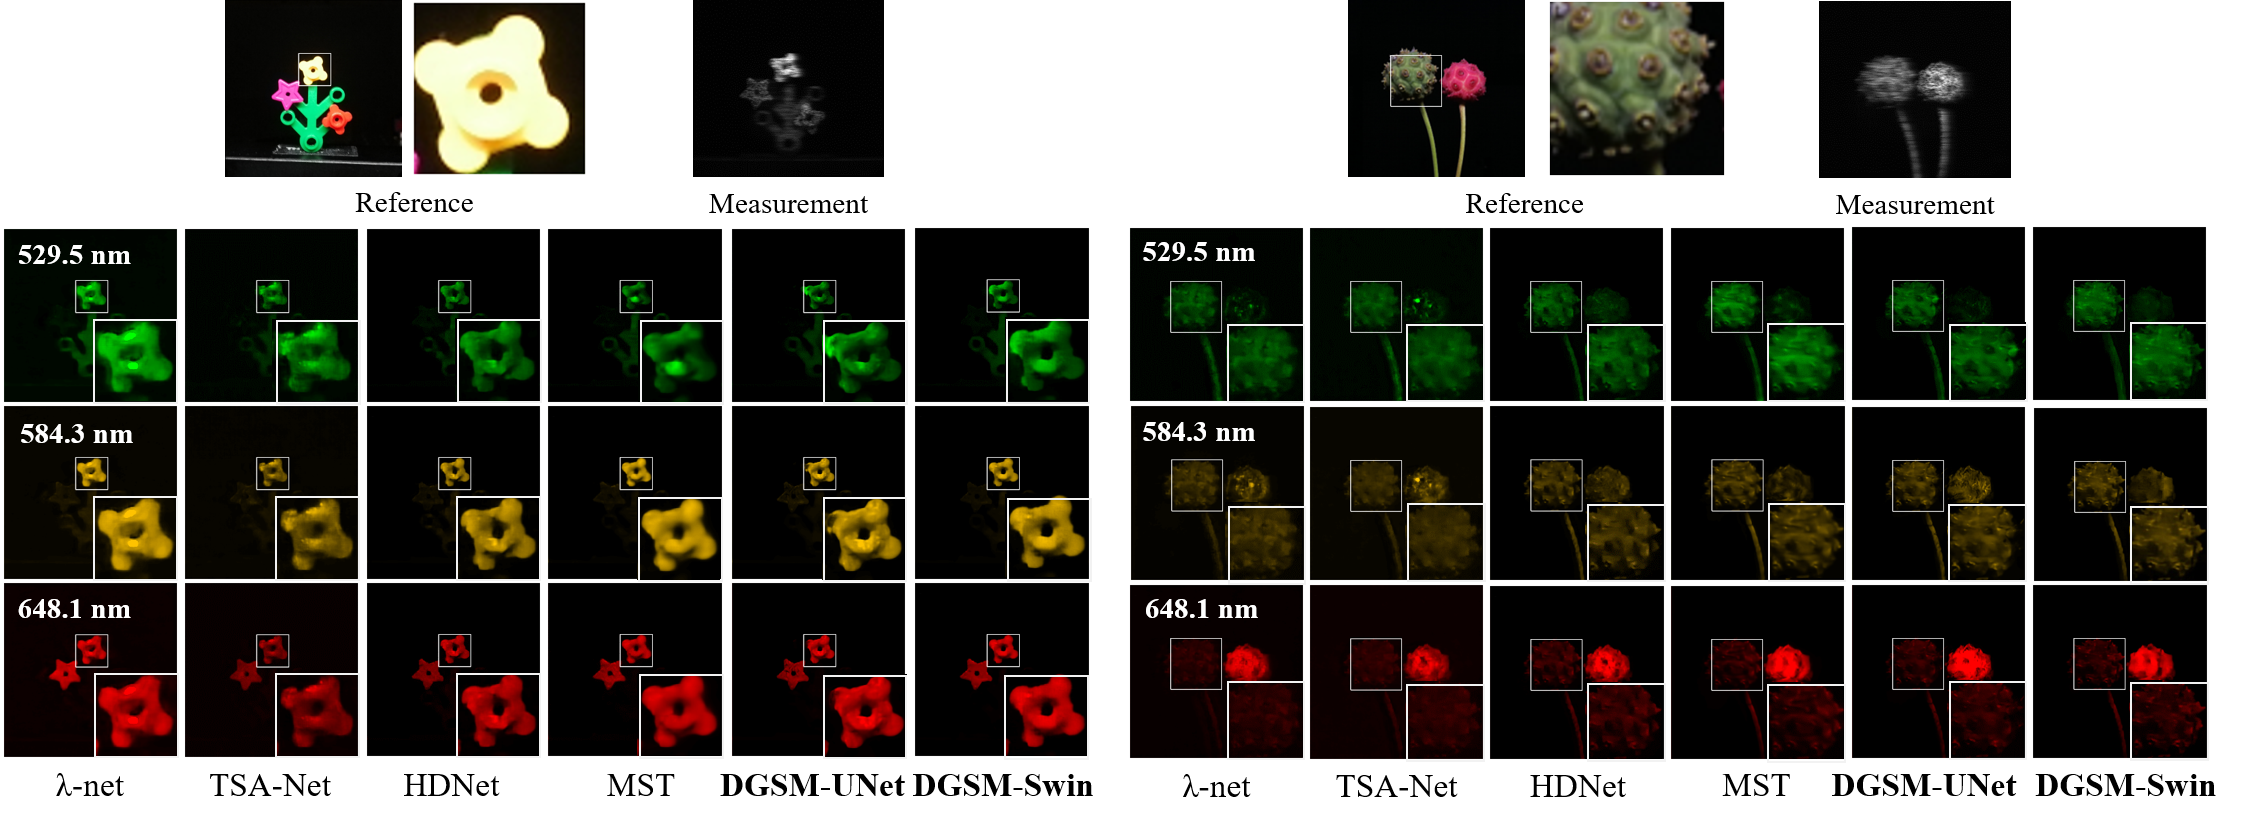 Reference
Measurement
Reference
Measurement
529.5 nm
584.3 nm
648.1 nm
λ-net
TSA-Net
HDNet
MST
DGSM-UNet
DGSM-Swin
529.5 nm
584.3 nm
648.1 nm
λ-net
TSA-Net
HDNet
MST
DGSM-UNet
DGSM-Swin